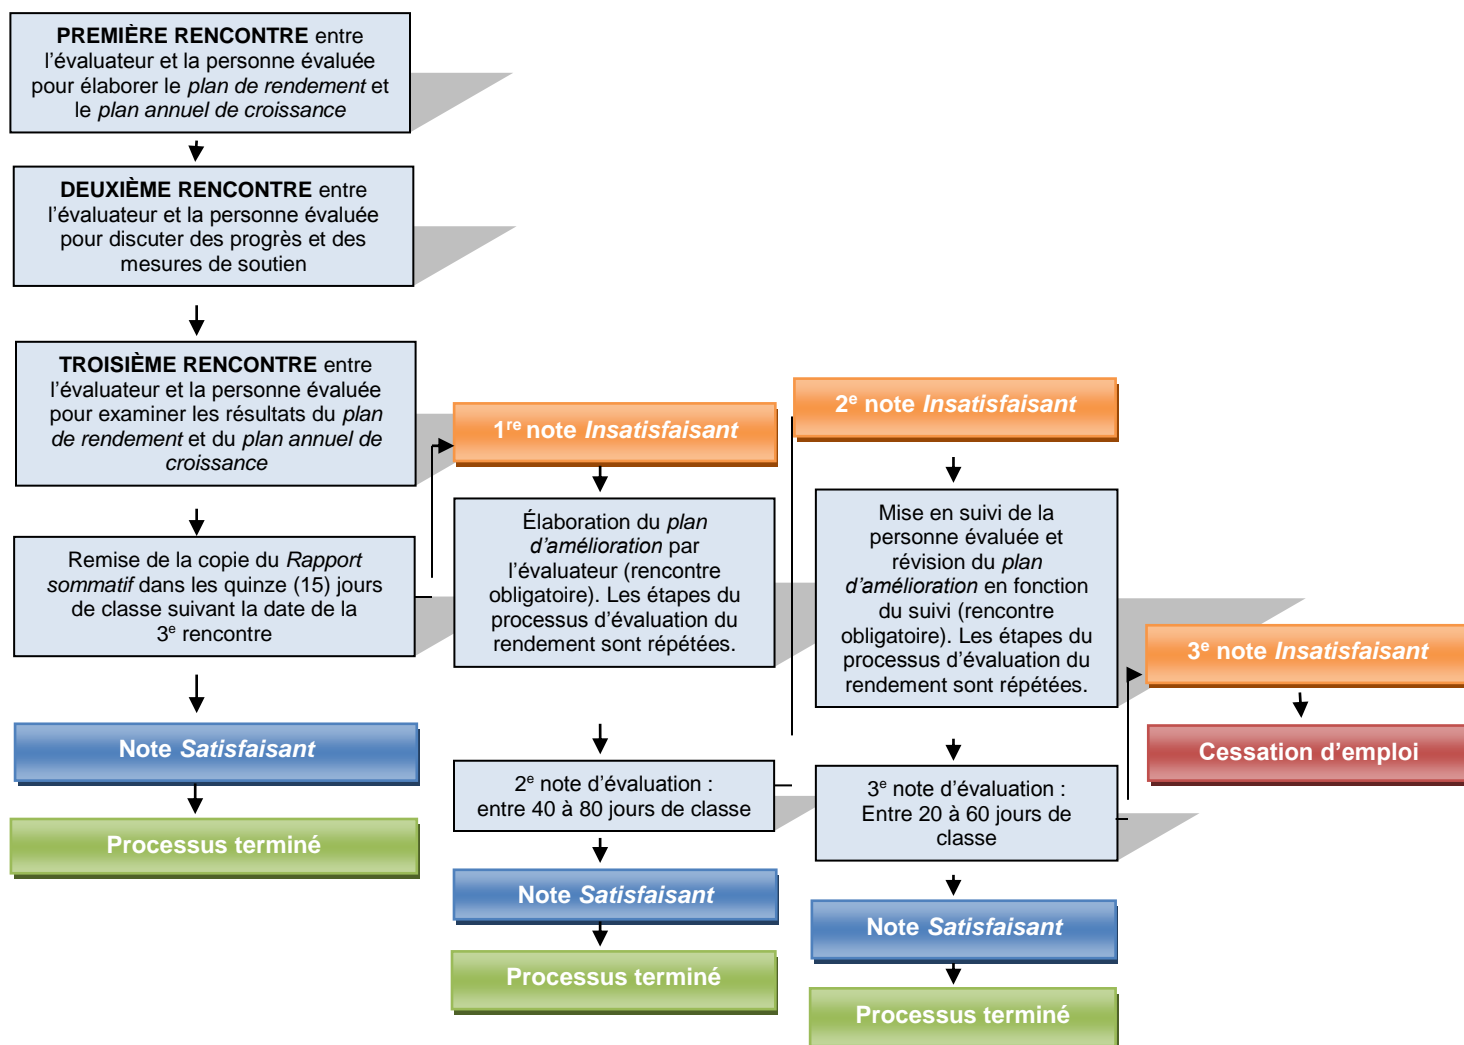 PREMIÈRE RENCONTRE entre
l’évaluateur et la personne évaluée
pour élaborer le plan de rendement et
le plan annuel de croissance
DEUXIÈME RENCONTRE entre
l’évaluateur et la personne évaluée
pour discuter des progrès et des
mesures de soutien
TROISIÈME RENCONTRE entre
l’évaluateur et la personne évaluée
pour examiner les résultats du plan
de rendement et du plan annuel de
croissance
Remise de la copie du Rapport
sommatif dans les quinze (15) jours
de classe suivant la date de la
3e rencontre
Note Satisfaisant
Processus terminé
1re note Insatisfaisant
Élaboration du plan
d’amélioration par
l’évaluateur (rencontre
obligatoire). Les étapes du
processus d’évaluation du
rendement sont répétées.
2e note d’évaluation :
entre 40 à 80 jours de classe
Note Satisfaisant
Processus terminé
2e note Insatisfaisant
Mise en suivi de la
personne évaluée et
révision du plan
d’amélioration en fonction
du suivi (rencontre
obligatoire). Les étapes du
processus d’évaluation du
rendement sont répétées.
3e note d’évaluation :
Entre 20 à 60 jours de
classe
Note Satisfaisant
Processus terminé
3e note Insatisfaisant
Cessation d’emploi